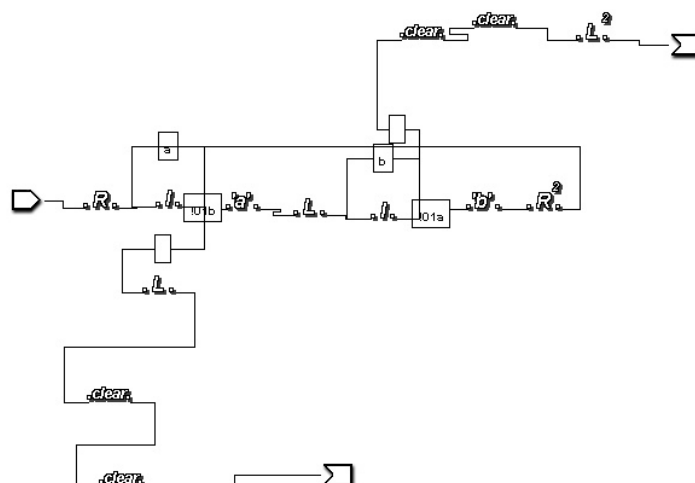 .clear. .clear. .L.²
a
b
.R. .I. !01b 'a'. .L. .I. !01a 'b'. .R.²
.L.
.clear.
.clear.